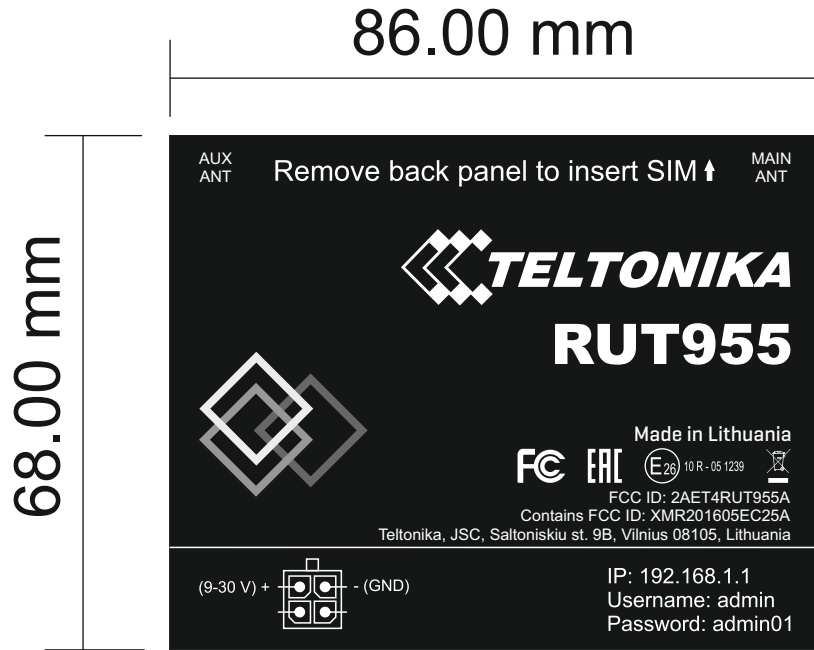 86.00 mm
68.00 mm
AUX
ANT
Remove back panel to insert SIM
MAIN
ANT
TELTONIKA
RUT955
Made in Lithuania
FC EAC E26 10 R - 05 1239
FCC ID: 2AET4RUT955A
Contains FCC ID: XMR201605EC25A
Teltonika, JSC, Saltoniskiu st. 9B, Vilnius 08105, Lithuania
(9-30 V) + - (GND)
IP: 192.168.1.1
Username: admin
Password: admin01